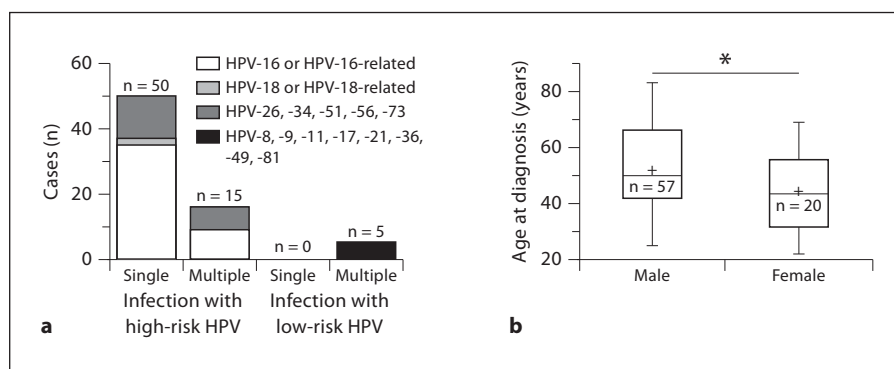 60
40
20
0
Cases (n)
n = 50
n = 15
n = 0
n = 5
HPV-16 or HPV-16-related
HPV-18 or HPV-18-related
HPV-26, -34, -51, -56, -73
HPV-8, -9, -11, -17, -21, -36,
-49, -81
Single Multiple Single Multiple
Infection with Infection with
high-risk HPV low-risk HPV
a
80
60
40
20
Age at diagnosis (years)
*
n = 57
n = 20
Male Female
b